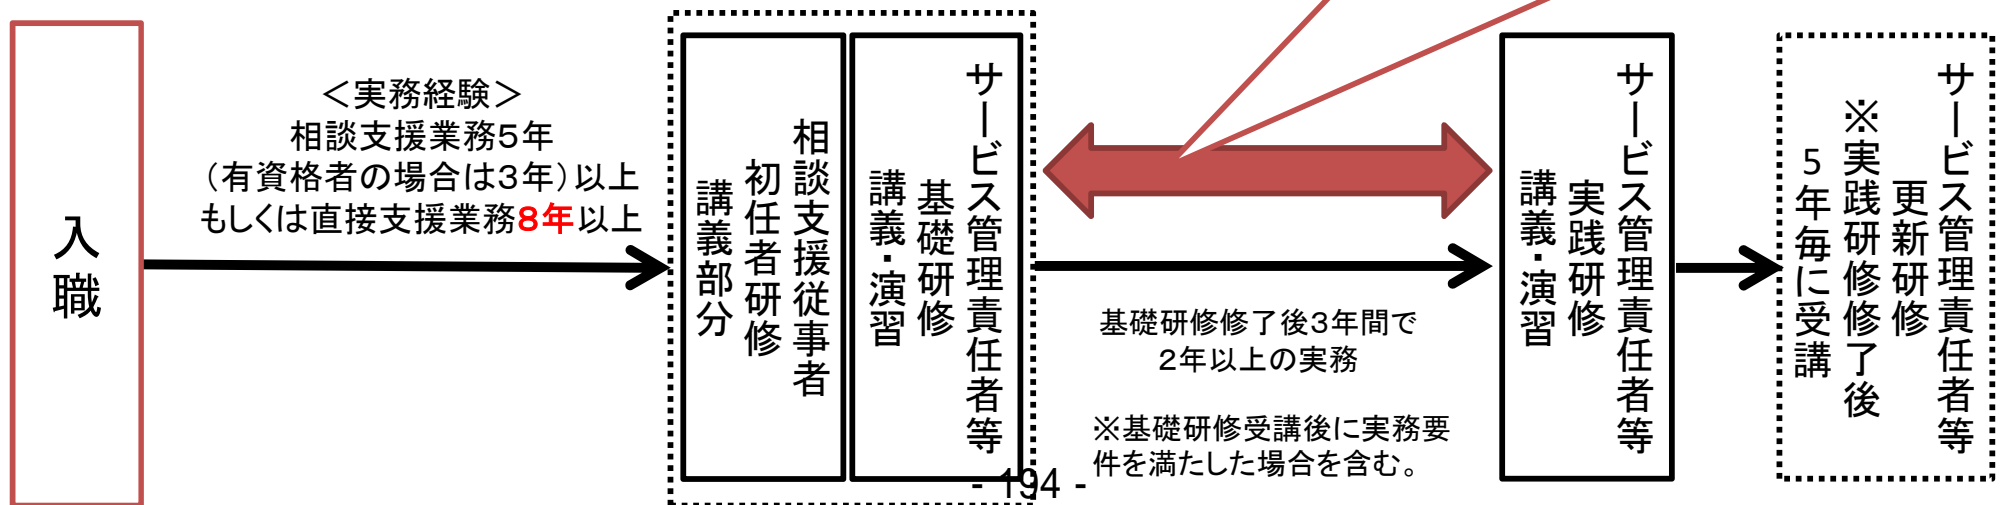 入職
＜実務経験＞
相談支援業務５年
（有資格者の場合は３年）以上
もしくは直接支援業務８年以上
相談支援従事者
初任者研修
講義部分
サービス管理責任者等
基礎研修
講義・演習
基礎研修修了後３年間で
２年以上の実務
※基礎研修受講後に実務要
件を満たした場合を含む。
サービス管理責任者等
実践研修
講義・演習
サービス管理責任者等
更新研修
※実践研修修了後
５年毎に受講
- 194 -